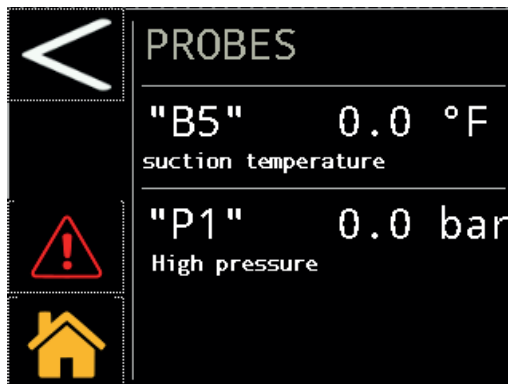 PROBES
"B5" 0.0 °F
suction temperature
"P1" 0.0 bar
High pressure